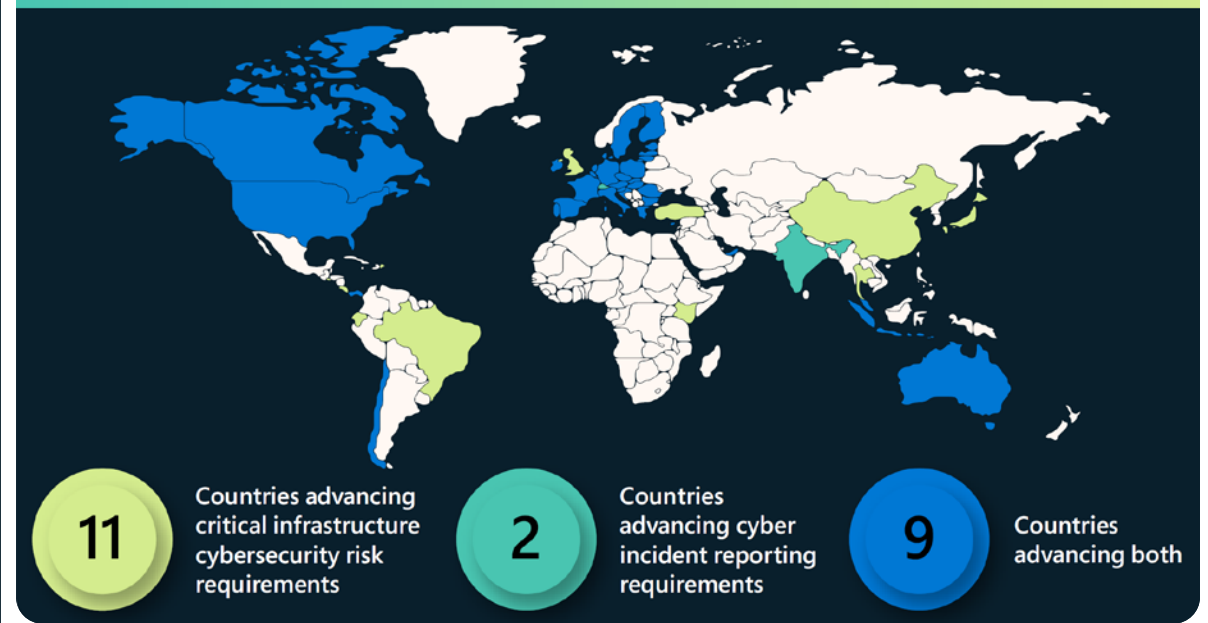 11
Countries advancing
critical infrastructure
cybersecurity risk
requirements
2
Countries
advancing cyber
incident reporting
requirements
9
Countries
advancing both